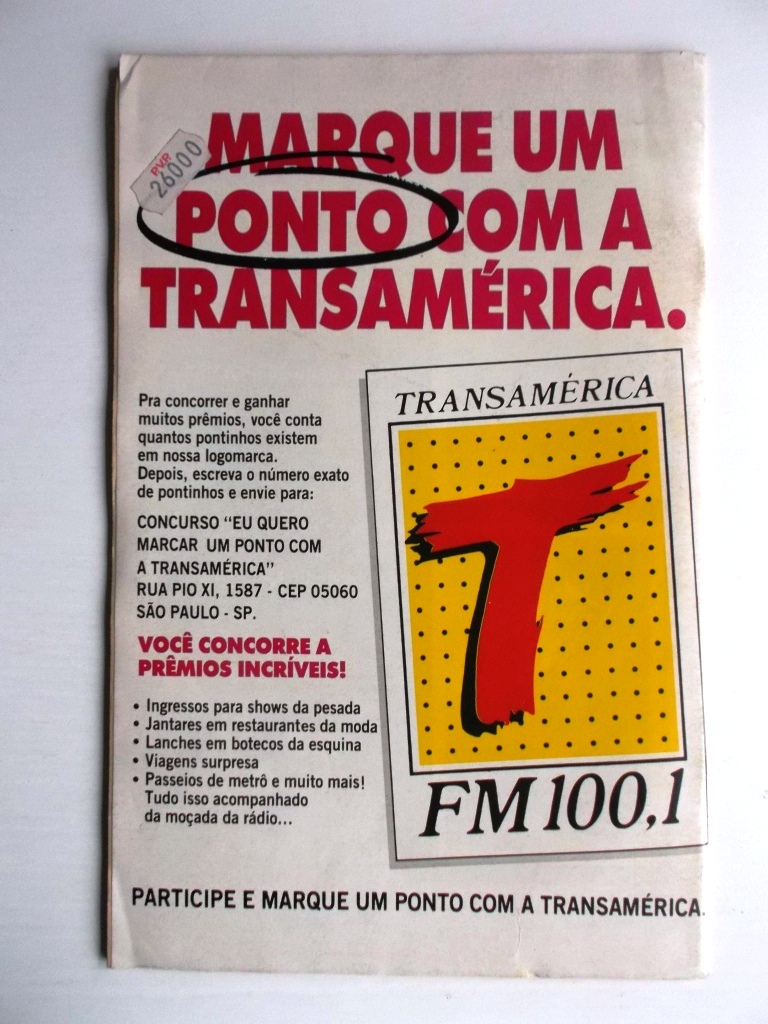 MARQUE UM
P.V.P.
26000
PONTO COM A
TRANSAMÉRICA.
Pra concorrer e ganhar
muitos prêmios, você conta
quantos pontinhos existem
em nossa logomarca.
Depois, escreva o número exato
de pontinhos e envie para:
CONCURSO "EU QUERO
MARCAR UM PONTO COM
A TRANSAMÉRICA"
RUA PIO XI, 1587 - CEP 05060
SÃO PAULO - SP.
VOCÊ CONCORRE A
PRÊMIOS INCRÍVEIS!
• Ingressos para shows da pesada
• Jantares em restaurantes da moda
• Lanches em botecos da esquina
• Viagens surpresa
• Passeios de metrô e muito mais!
Tudo isso acompanhado
da moçada da rádio...
TRANSAMÉRICA
T
FM 100,1
PARTICIPE E MARQUE UM PONTO COM A TRANSAMÉRICA.